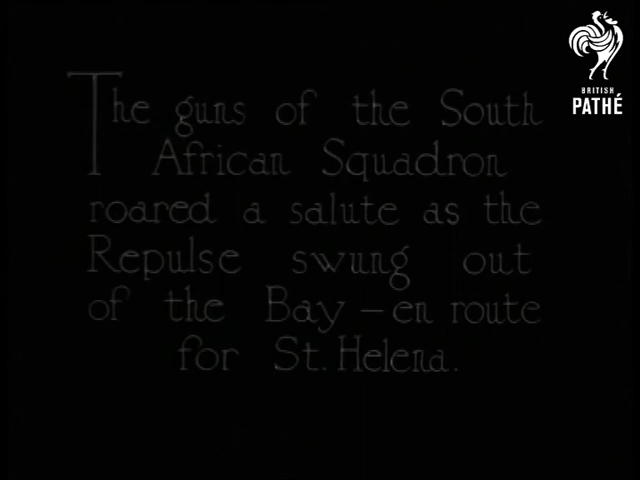 The guns of the South
African Squadron
roared a salute as the
Repulse swung out
of the Bay – en route
for St. Helena.
BRITISH
PATHÉ